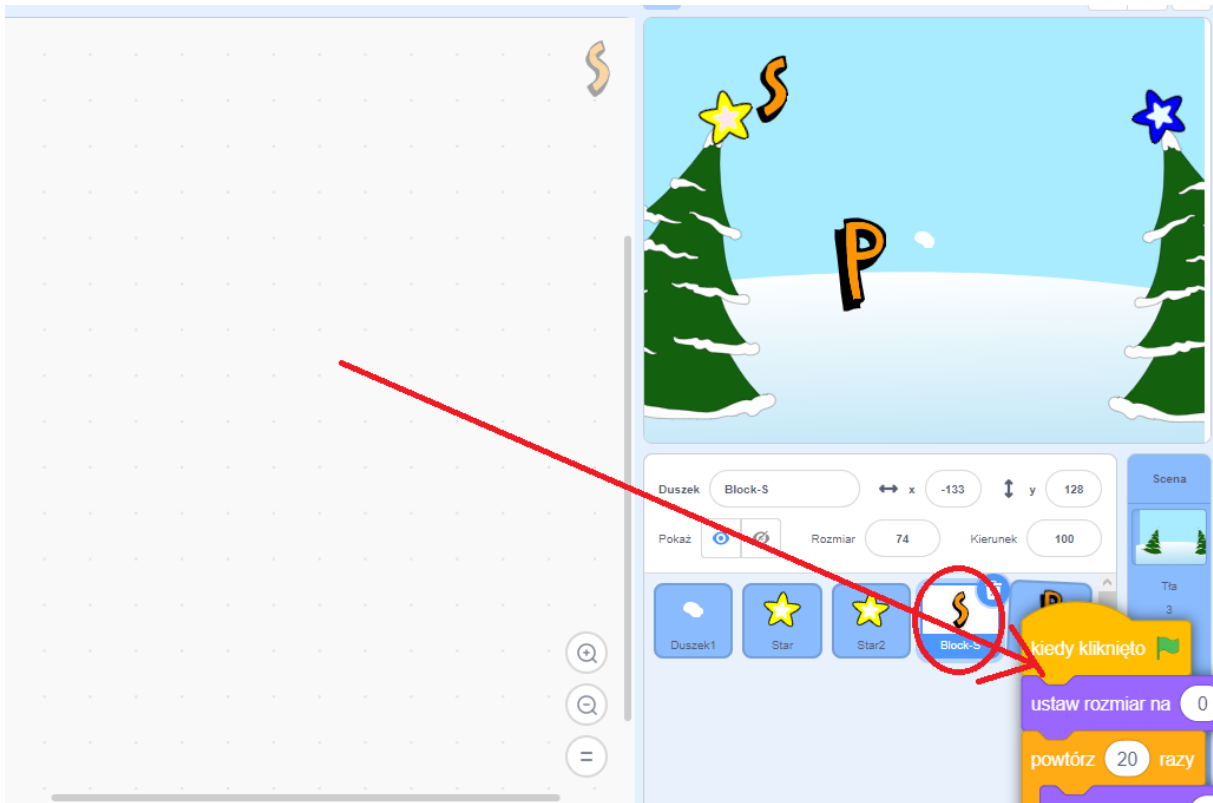 S
P
Duszek Block-S x -133 y 128
Pokaż Rozmiar 74 Kierunek 100
Scena
Tła
3
Duszek1 Star Star2 Block-S
kiedy kliknięto
ustaw rozmiar na 0
powtórz 20 razy